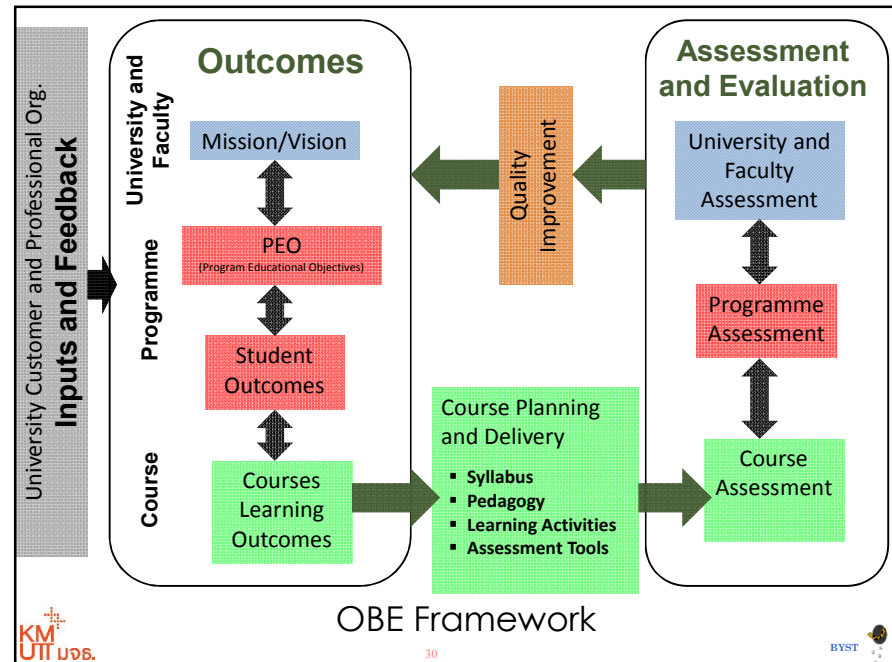 University Customer and Professional Org.
Inputs and Feedback
University and
Faculty
Programme
Course
Outcomes
Mission/Vision
PEO
(Program Educational Objectives)
Student
Outcomes
Courses
Learning
Outcomes
Course Planning
and Delivery
▪ Syllabus
▪ Pedagogy
▪ Learning Activities
▪ Assessment Tools
Quality
Improvement
Assessment
and Evaluation
University and
Faculty
Assessment
Programme
Assessment
Course
Assessment
OBE Framework
KM
UTT มจธ.
30
BYST